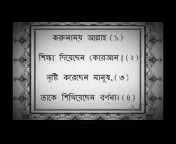 করুনাময় আল্লাহ (১)
শিক্ষা দিয়েছেন কোরআন। (২)
সৃষ্টি করেছেন মানুষ, (৩)
তাকে শিখিয়েছেন বর্ণনা। (৪)